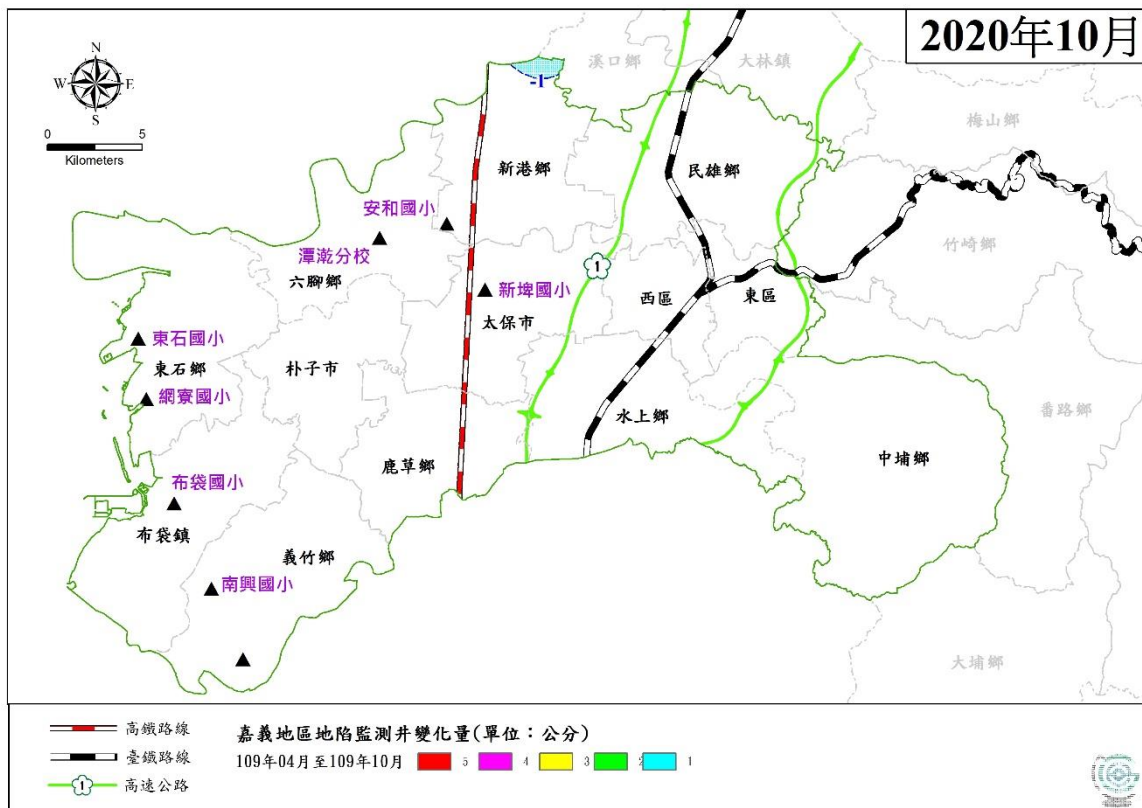 2020年10月
N
W E
S
0 5
Kilometers
溪口鄉
大林鎮
-1
梅山鄉
新港鄉
民雄鄉
安和國小
潭漧分校
竹崎鄉
六腳鄉
1
新埤國小
西區
東區
太保市
東石國小
東石鄉
朴子市
網寮國小
水上鄉
番路鄉
鹿草鄉
中埔鄉
布袋國小
布袋鎮
義竹鄉
南興國小
大埔鄉
高鐵路線
嘉義地區地陷監測井變化量(單位:公分)
臺鐵路線
109年04月至109年10月 5 4 3 2 1
1 高速公路